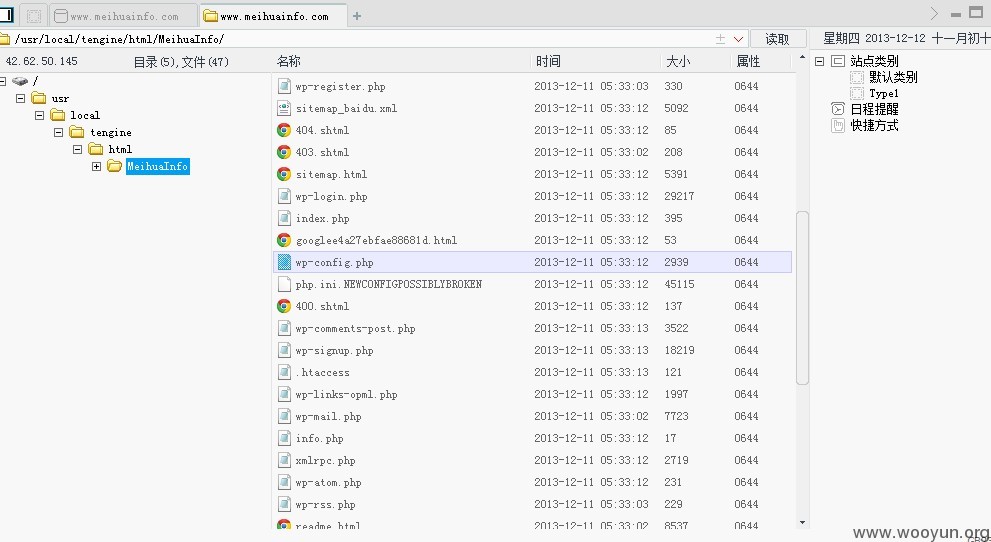 www.meihuainfo.com
www.meihuainfo.com
/usr/local/tengine/html/MeihuaInfo/
读取
星期四 2013-12-12 十一月初十
42.62.50.145
目录(5),文件(47)
名称 时间 大小 属性
/
usr
local
tengine
html
MeihuaInfo
wp-register.php 2013-12-11 05:33:03 330 0644
sitemap_baidu.xml 2013-12-11 05:33:12 5092 0644
404.shtml 2013-12-11 05:33:12 85 0644
403.shtml 2013-12-11 05:33:02 208 0644
sitemap.html 2013-12-11 05:33:12 5391 0644
wp-login.php 2013-12-11 05:33:12 29217 0644
index.php 2013-12-11 05:33:12 395 0644
googlee4a27ebfae88681d.html 2013-12-11 05:33:12 53 0644
wp-config.php 2013-12-11 05:33:12 2939 0644
php.ini.NEWCONFIGPOSSIBLYBROKEN 2013-12-11 05:33:12 45115 0644
400.shtml 2013-12-11 05:33:12 137 0644
wp-comments-post.php 2013-12-11 05:33:13 3522 0644
wp-signup.php 2013-12-11 05:33:13 18219 0644
.htaccess 2013-12-11 05:33:13 121 0644
wp-links-opml.php 2013-12-11 05:33:12 1997 0644
wp-mail.php 2013-12-11 05:33:02 7723 0644
info.php 2013-12-11 05:33:12 17 0644
xmlrpc.php 2013-12-11 05:33:12 2719 0644
wp-atom.php 2013-12-11 05:33:12 231 0644
wp-rss.php 2013-12-11 05:33:03 229 0644
readme.html 2013-12-11 05:33:02 8537 0644
站点类别
默认类别
Type1
日程提醒
快捷方式
www.wooyun.org